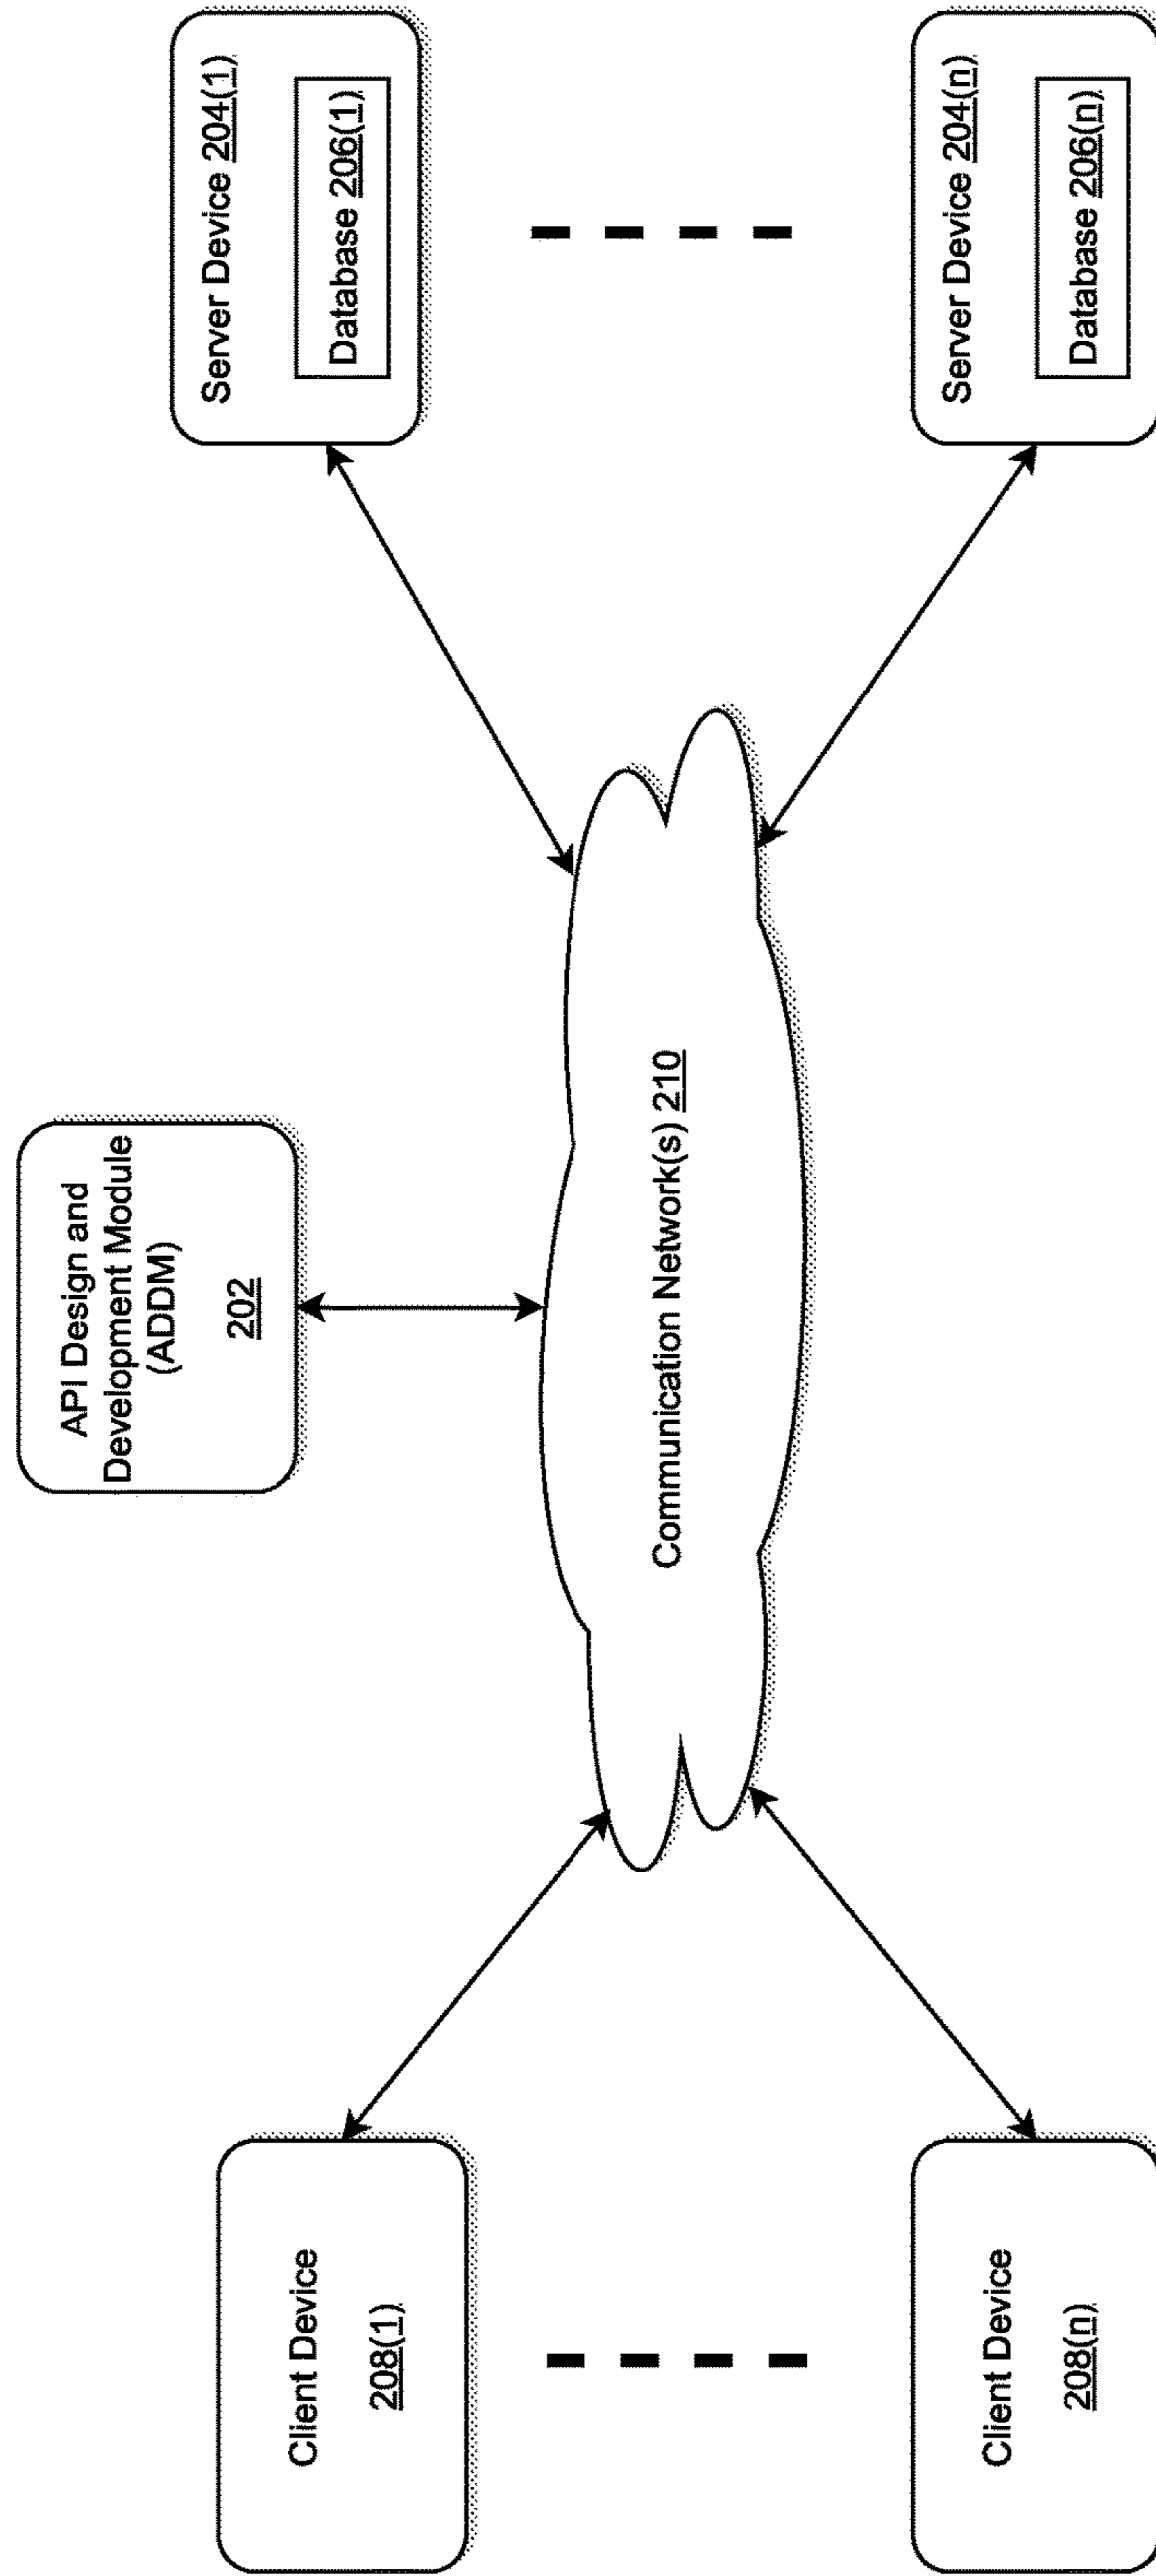 API Design and
Development Module
(ADDM)
202
Client Device
208(1)
Client Device
208(n)
Communication Network(s) 210
Server Device 204(1)
Database 206(1)
Server Device 204(n)
Database 206(n)